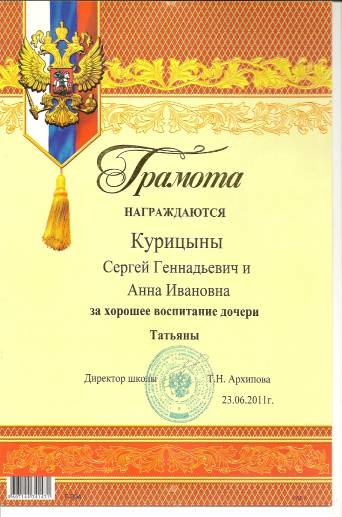 Грамота
НАГРАЖДАЮТСЯ
Курицыны
Сергей Геннадьевич и
Анна Ивановна
за хорошее воспитание дочери
Татьяны
Директор школы Т.Н. Архипова
23.06.2011г.